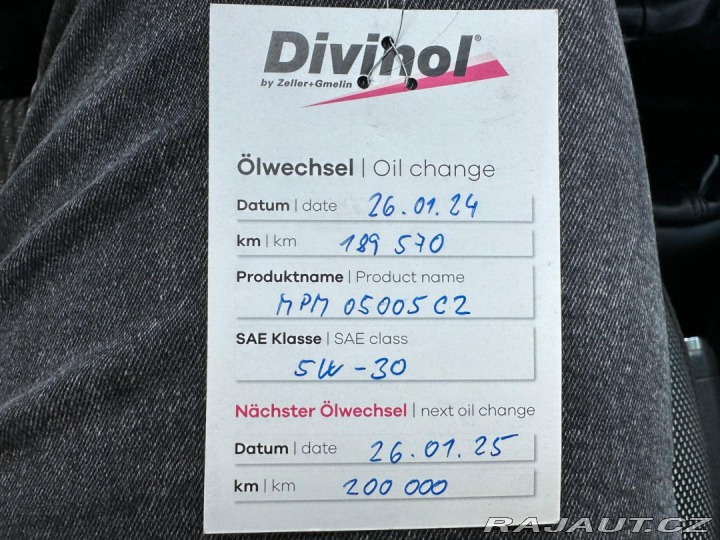 Divinol®
by Zeller+Gmelin
Ölwechsel | Oil change
Datum | date 26.01.24
km | km 189 570
Produktname | Product name
MPM 05005 C2
SAE Klasse | SAE class
5W-30
Nächster Ölwechsel | next oil change
Datum | date 26.01.25
km | km 200 000
RAJAUT.CZ